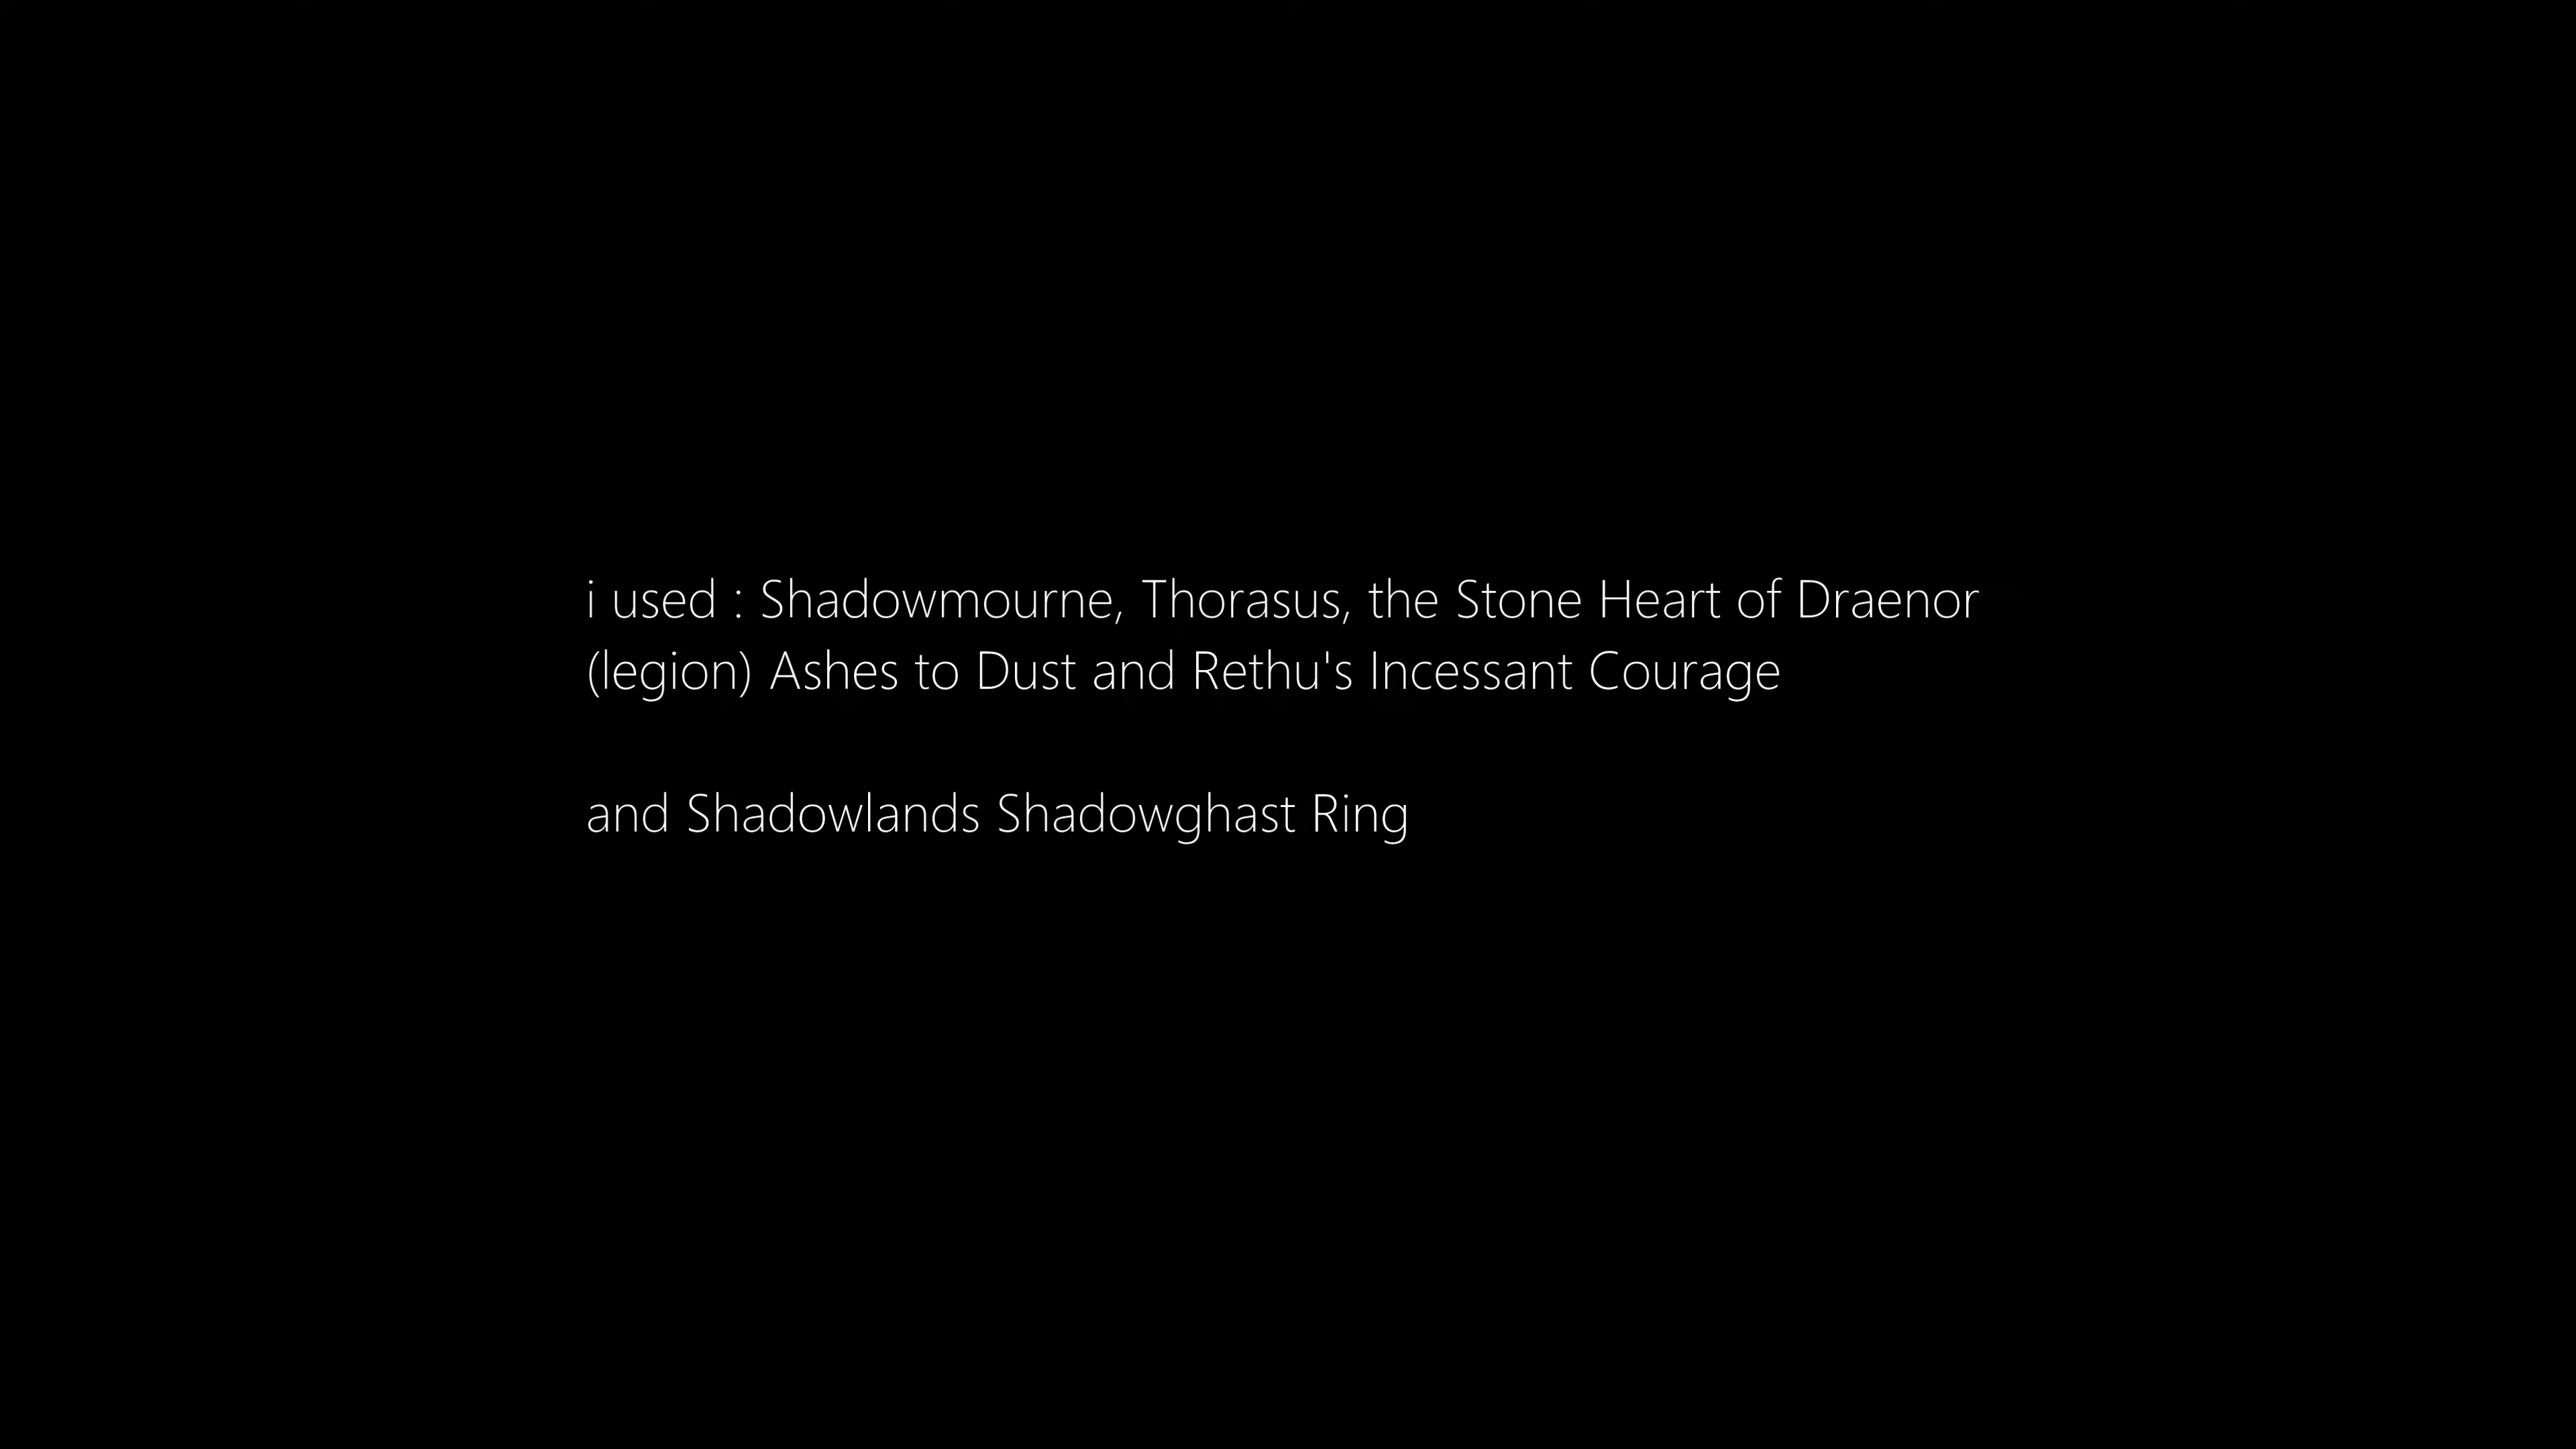 i used : Shadowmourne, Thorasus, the Stone Heart of Draenor
(legion) Ashes to Dust and Rethu's Incessant Courage
and Shadowlands Shadowghast Ring